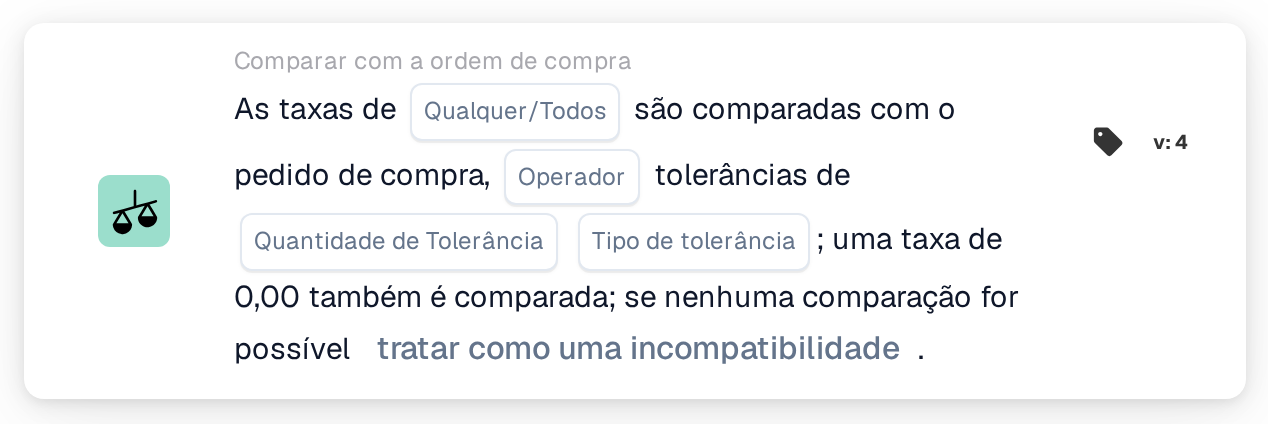 Comparar com a ordem de compra
As taxas de Qualquer/Todos são comparadas com o
v: 4
pedido de compra, Operador tolerâncias de
Quantidade de Tolerância Tipo de tolerância ; uma taxa de
0,00 também é comparada; se nenhuma comparação for
possível tratar como uma incompatibilidade .